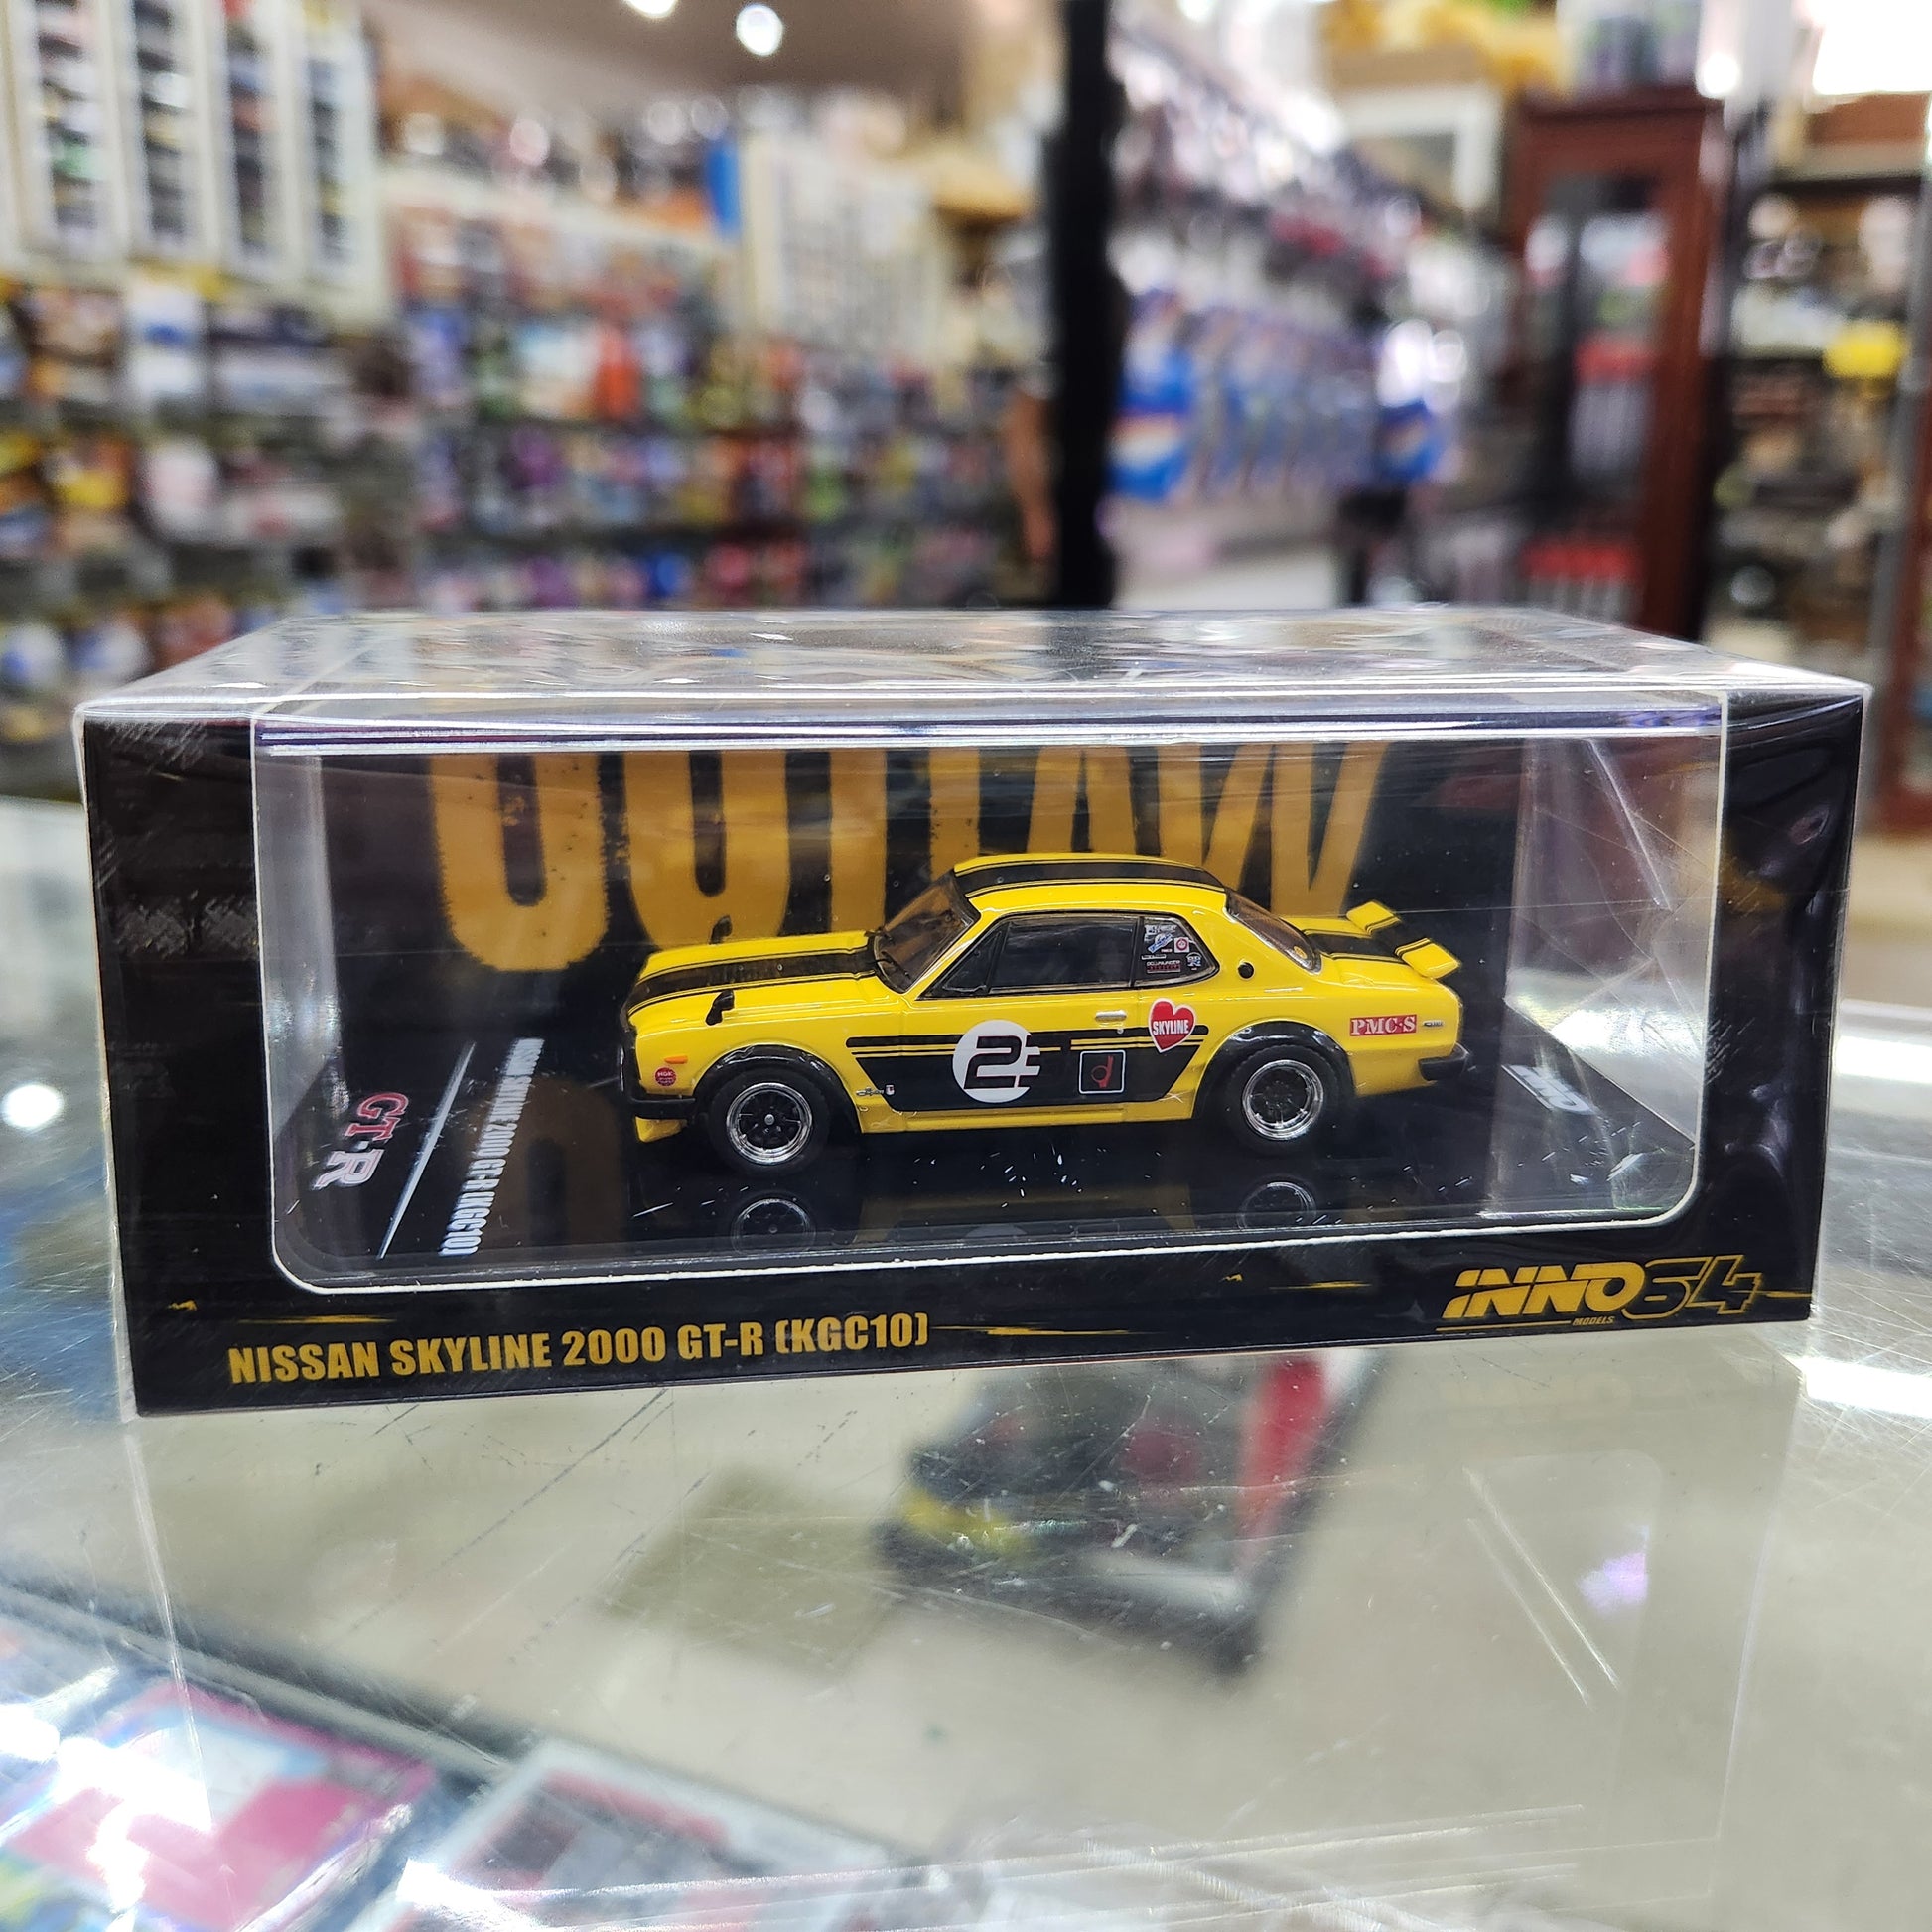 OUTLAW
SKYLINE
2
PMC·S
GT-R
NISSAN SKYLINE 2000 GT-R (KGC10)
INNO64
MODELS
NISSAN SKYLINE 2000 GT-R (KGC10)